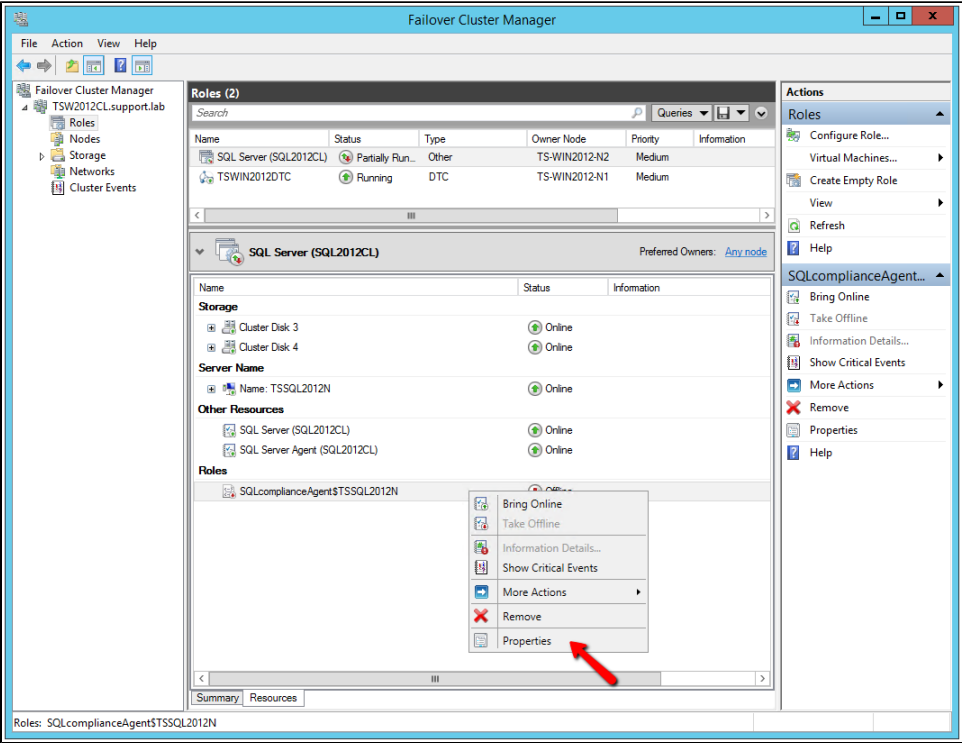 Failover Cluster Manager
File Action View Help
Failover Cluster Manager
TSW2012CL.support.lab
Roles
Nodes
Storage
Networks
Cluster Events
Roles (2)
Search
Queries
Name Status Type Owner Node Priority Information
SQL Server (SQL2012CL) Partially Run... Other TS-WIN2012-N2 Medium
TSWIN2012DTC Running DTC TS-WIN2012-N1 Medium
SQL Server (SQL2012CL) Preferred Owners: Any node
Name Status Information
Storage
Cluster Disk 3 Online
Cluster Disk 4 Online
Server Name
Name: TSSQL2012N Online
Other Resources
SQL Server (SQL2012CL) Online
SQL Server Agent (SQL2012CL) Online
Roles
SQLcomplianceAgent$TSSQL2012N Offline
Bring Online
Take Offline
Information Details...
Show Critical Events
More Actions
Remove
Properties
Summary Resources
Actions
Roles
Configure Role...
Virtual Machines...
Create Empty Role
View
Refresh
Help
SQLcomplianceAgent...
Bring Online
Take Offline
Information Details...
Show Critical Events
More Actions
Remove
Properties
Help
Roles: SQLcomplianceAgent$TSSQL2012N